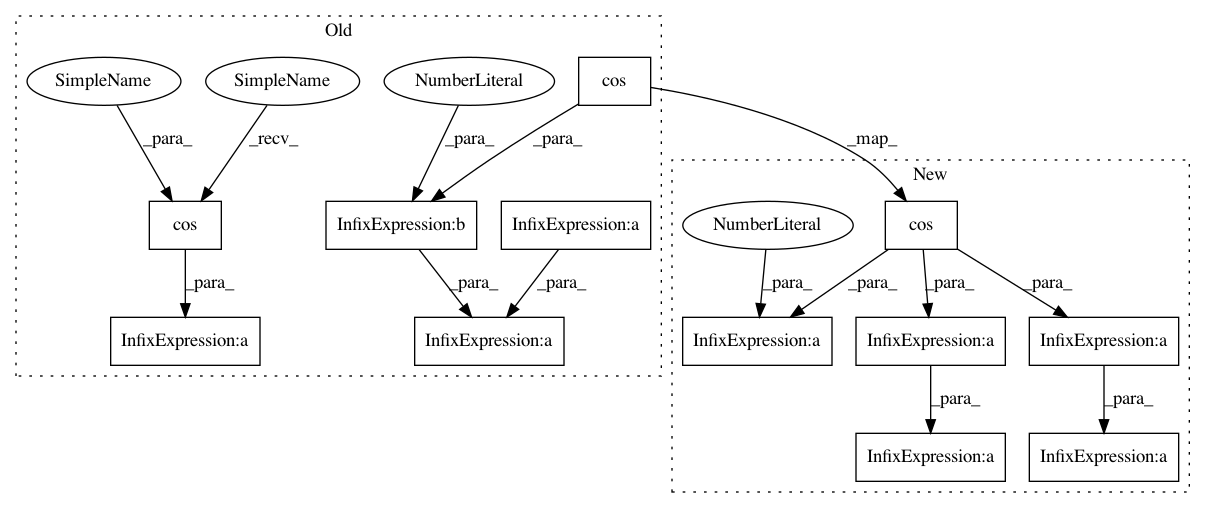 Old
SimpleName
SimpleName
NumberLiteral
cos
_para_
_recv_
_para_
_para_
_map_
New
cos
InfixExpression:b
InfixExpression:a
NumberLiteral
cos
_para_
_para_
_para_
_para_
_para_
_para_
_para_
InfixExpression:a
InfixExpression:a
InfixExpression:a
InfixExpression:a
InfixExpression:a
_para_
_para_
InfixExpression:a
InfixExpression:a